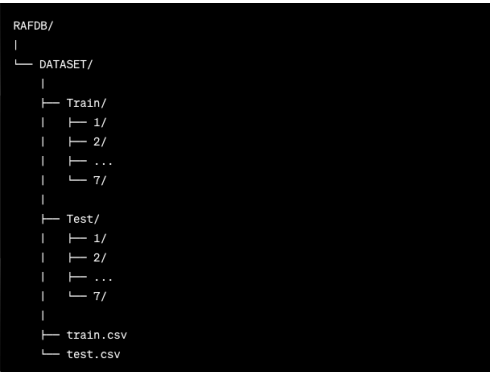 RAFDB/
|
└── DATASET/
    |
    ├── Train/
    |   ├── 1/
    |   ├── 2/
    |   ├── ...
    |   └── 7/
    |
    ├── Test/
    |   ├── 1/
    |   ├── 2/
    |   ├── ...
    |   └── 7/
    |
    ├── train.csv
    └── test.csv